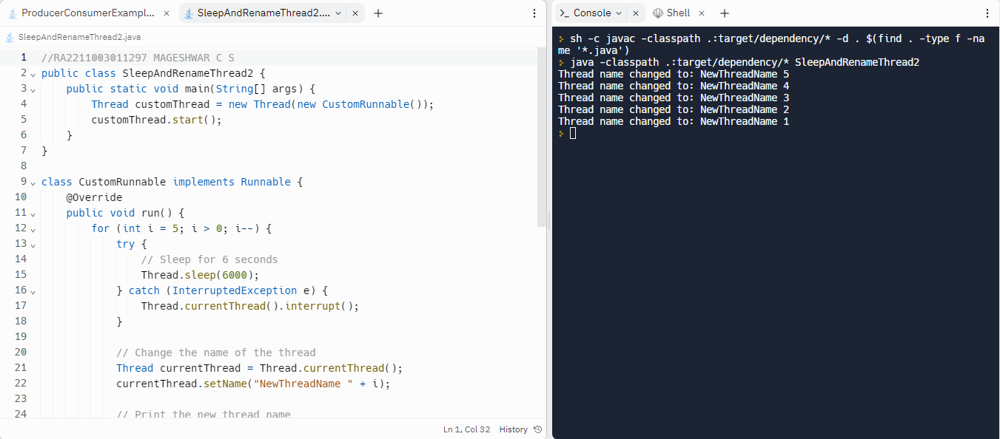 ProducerConsumerExampl... × SleepAndRenameThread2.... × +
SleepAndRenameThread2.java
1 //RA2211003011297 MAGESHWAR C S
2 public class SleepAndRenameThread2 {
3     public static void main(String[] args) {
4         Thread customThread = new Thread(new CustomRunnable());
5         customThread.start();
6     }
7 }
8
9 class CustomRunnable implements Runnable {
10     @Override
11     public void run() {
12         for (int i = 5; i > 0; i--) {
13             try {
14                 // Sleep for 6 seconds
15                 Thread.sleep(6000);
16             } catch (InterruptedException e) {
17                 Thread.currentThread().interrupt();
18             }
19
20             // Change the name of the thread
21             Thread currentThread = Thread.currentThread();
22             currentThread.setName("NewThreadName " + i);
23
24             // Print the new thread name
Ln 1, Col 32 History
>_ Console × Shell × +
sh -c javac -classpath .:target/dependency/* -d . $(find . -type f -na
me '*.java')
java -classpath .:target/dependency/* SleepAndRenameThread2
Thread name changed to: NewThreadName 5
Thread name changed to: NewThreadName 4
Thread name changed to: NewThreadName 3
Thread name changed to: NewThreadName 2
Thread name changed to: NewThreadName 1